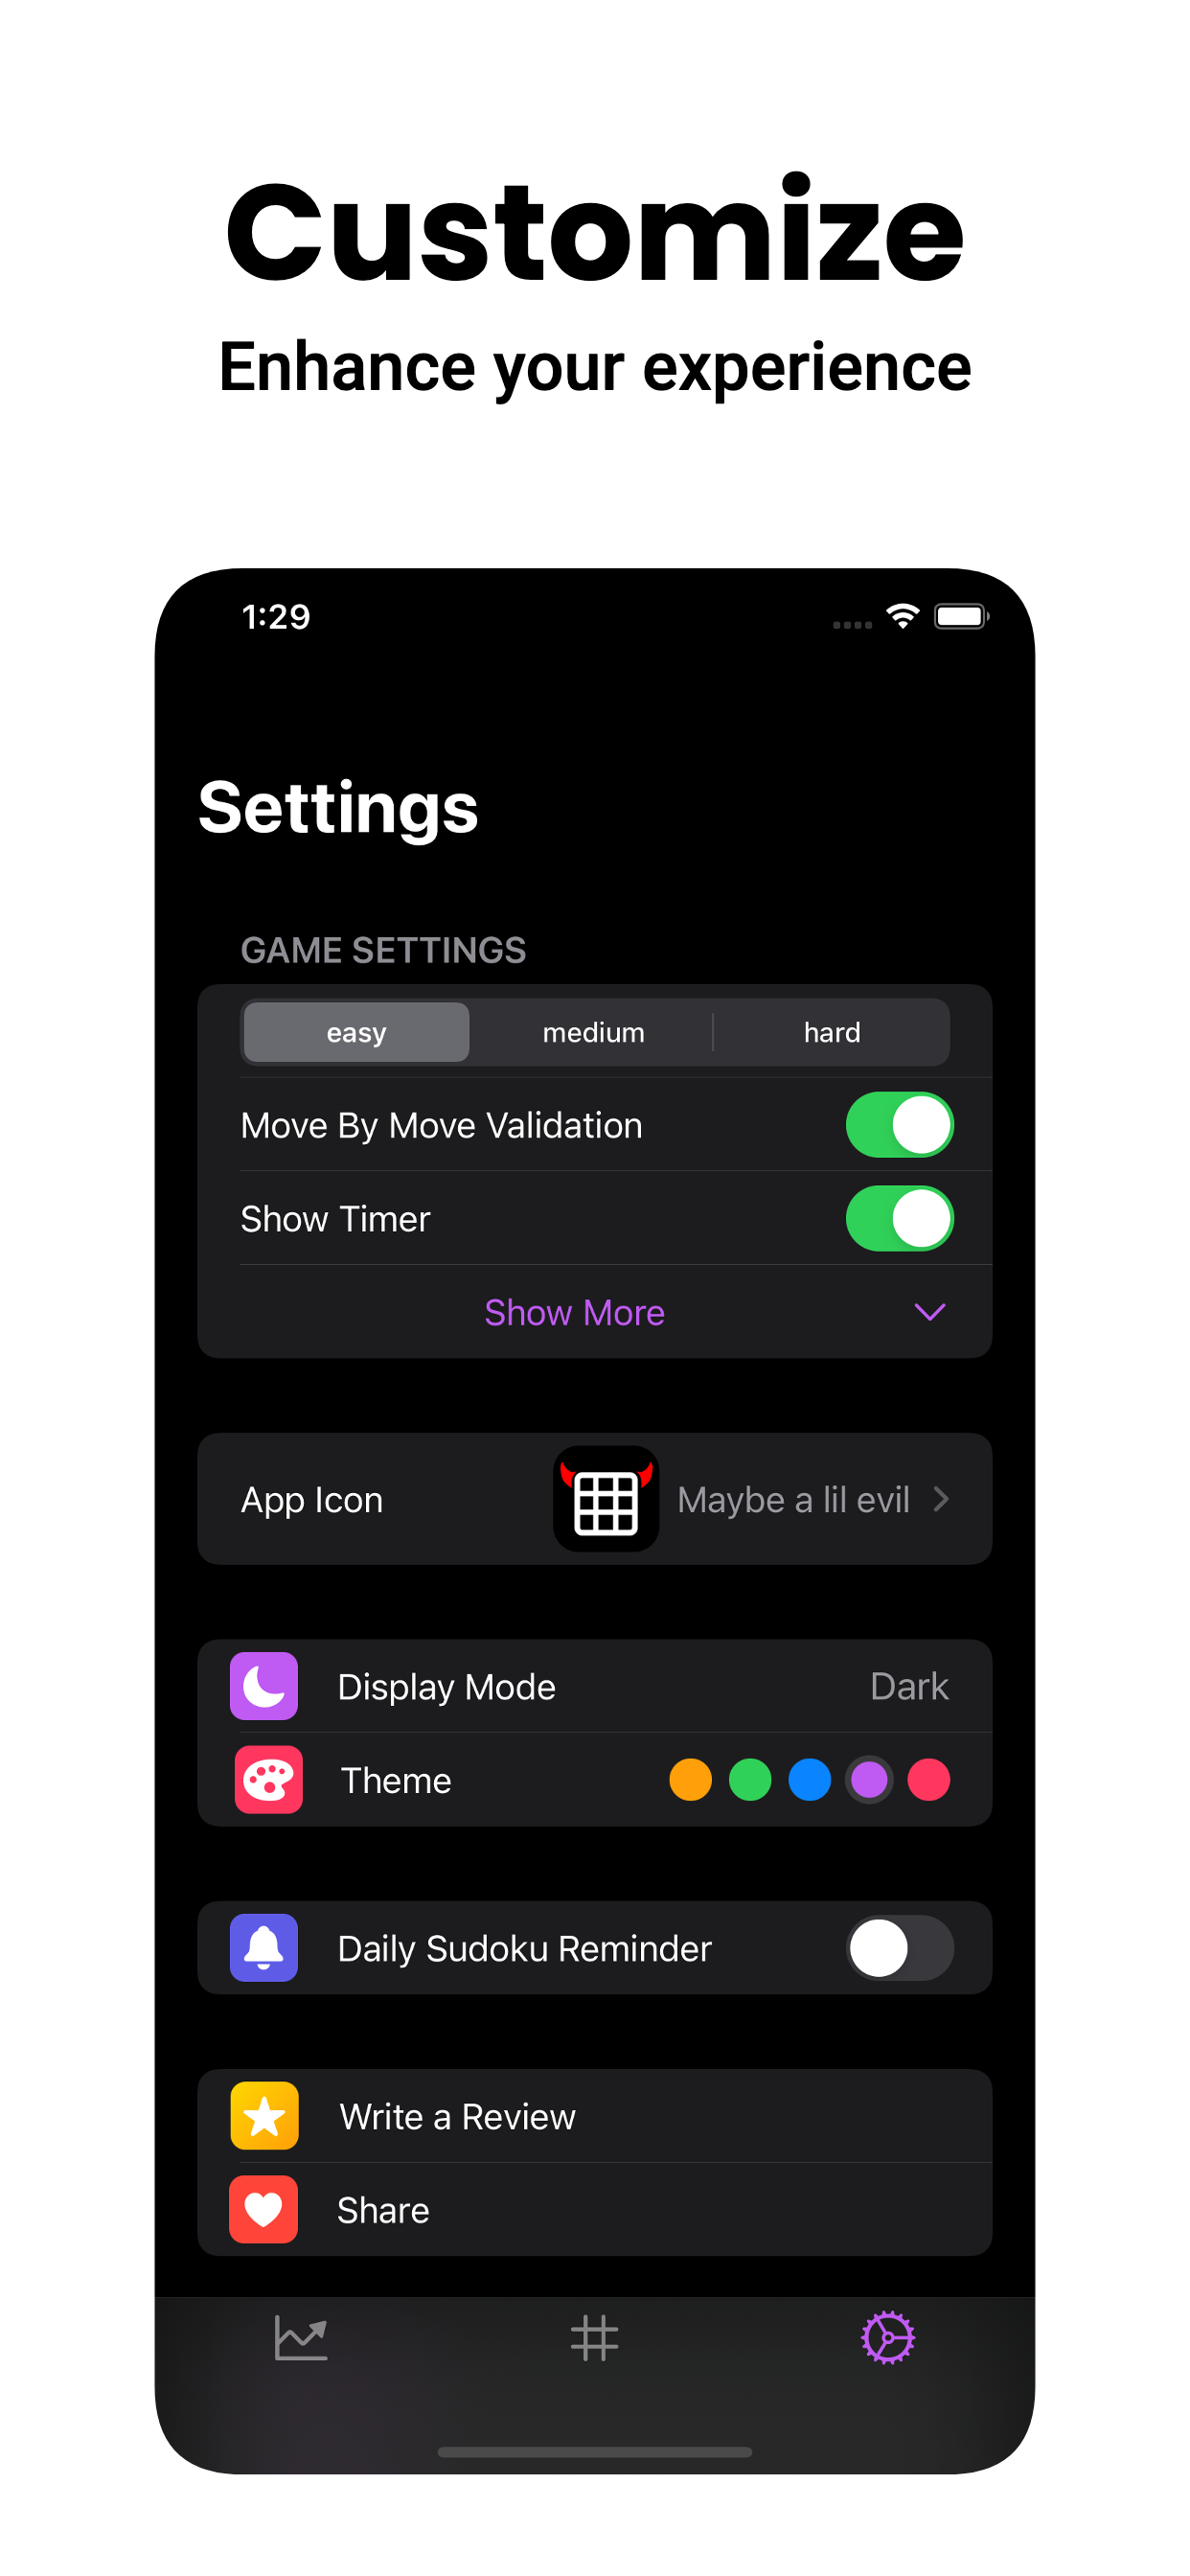 Customize
Enhance your experience
1:29
Settings
GAME SETTINGS
easy medium hard
Move By Move Validation
Show Timer
Show More
App Icon Maybe a lil evil
Display Mode Dark
Theme
Daily Sudoku Reminder
Write a Review
Share